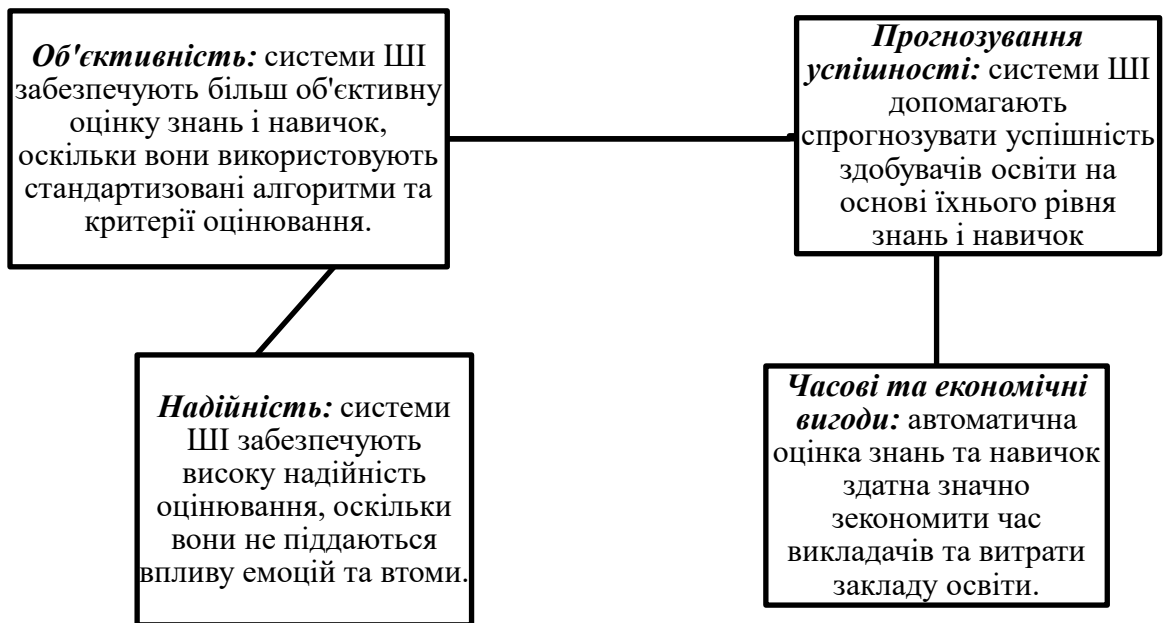 Об'єктивність: системи ШІ
забезпечують більш об'єктивну
оцінку знань і навичок,
оскільки вони використовують
стандартизовані алгоритми та
критерії оцінювання.
Прогнозування
успішності: системи ШІ
допомагають
спрогнозувати успішність
здобувачів освіти на
основі їхнього рівня
знань і навичок
Надійність: системи
ШІ забезпечують
високу надійність
оцінювання, оскільки
вони не піддаються
впливу емоцій та втоми.
Часові та економічні
вигоди: автоматична
оцінка знань та навичок
здатна значно
зекономити час
викладачів та витрати
закладу освіти.